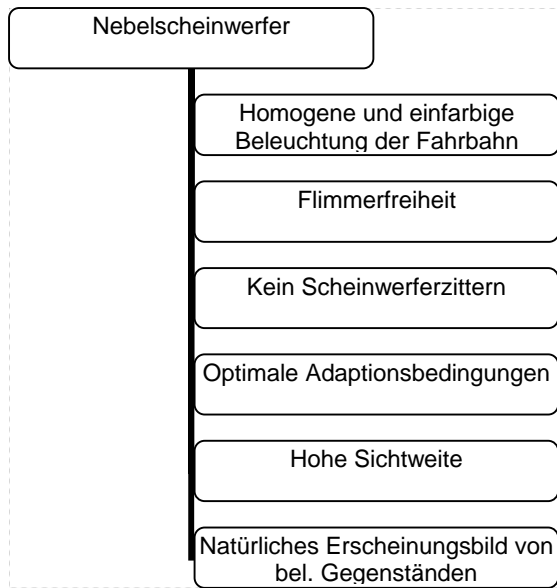 Nebelscheinwerfer
Homogene und einfarbige
Beleuchtung der Fahrbahn
Flimmerfreiheit
Kein Scheinwerferzittern
Optimale Adaptionsbedingungen
Hohe Sichtweite
Natürliches Erscheinungsbild von
bel. Gegenständen